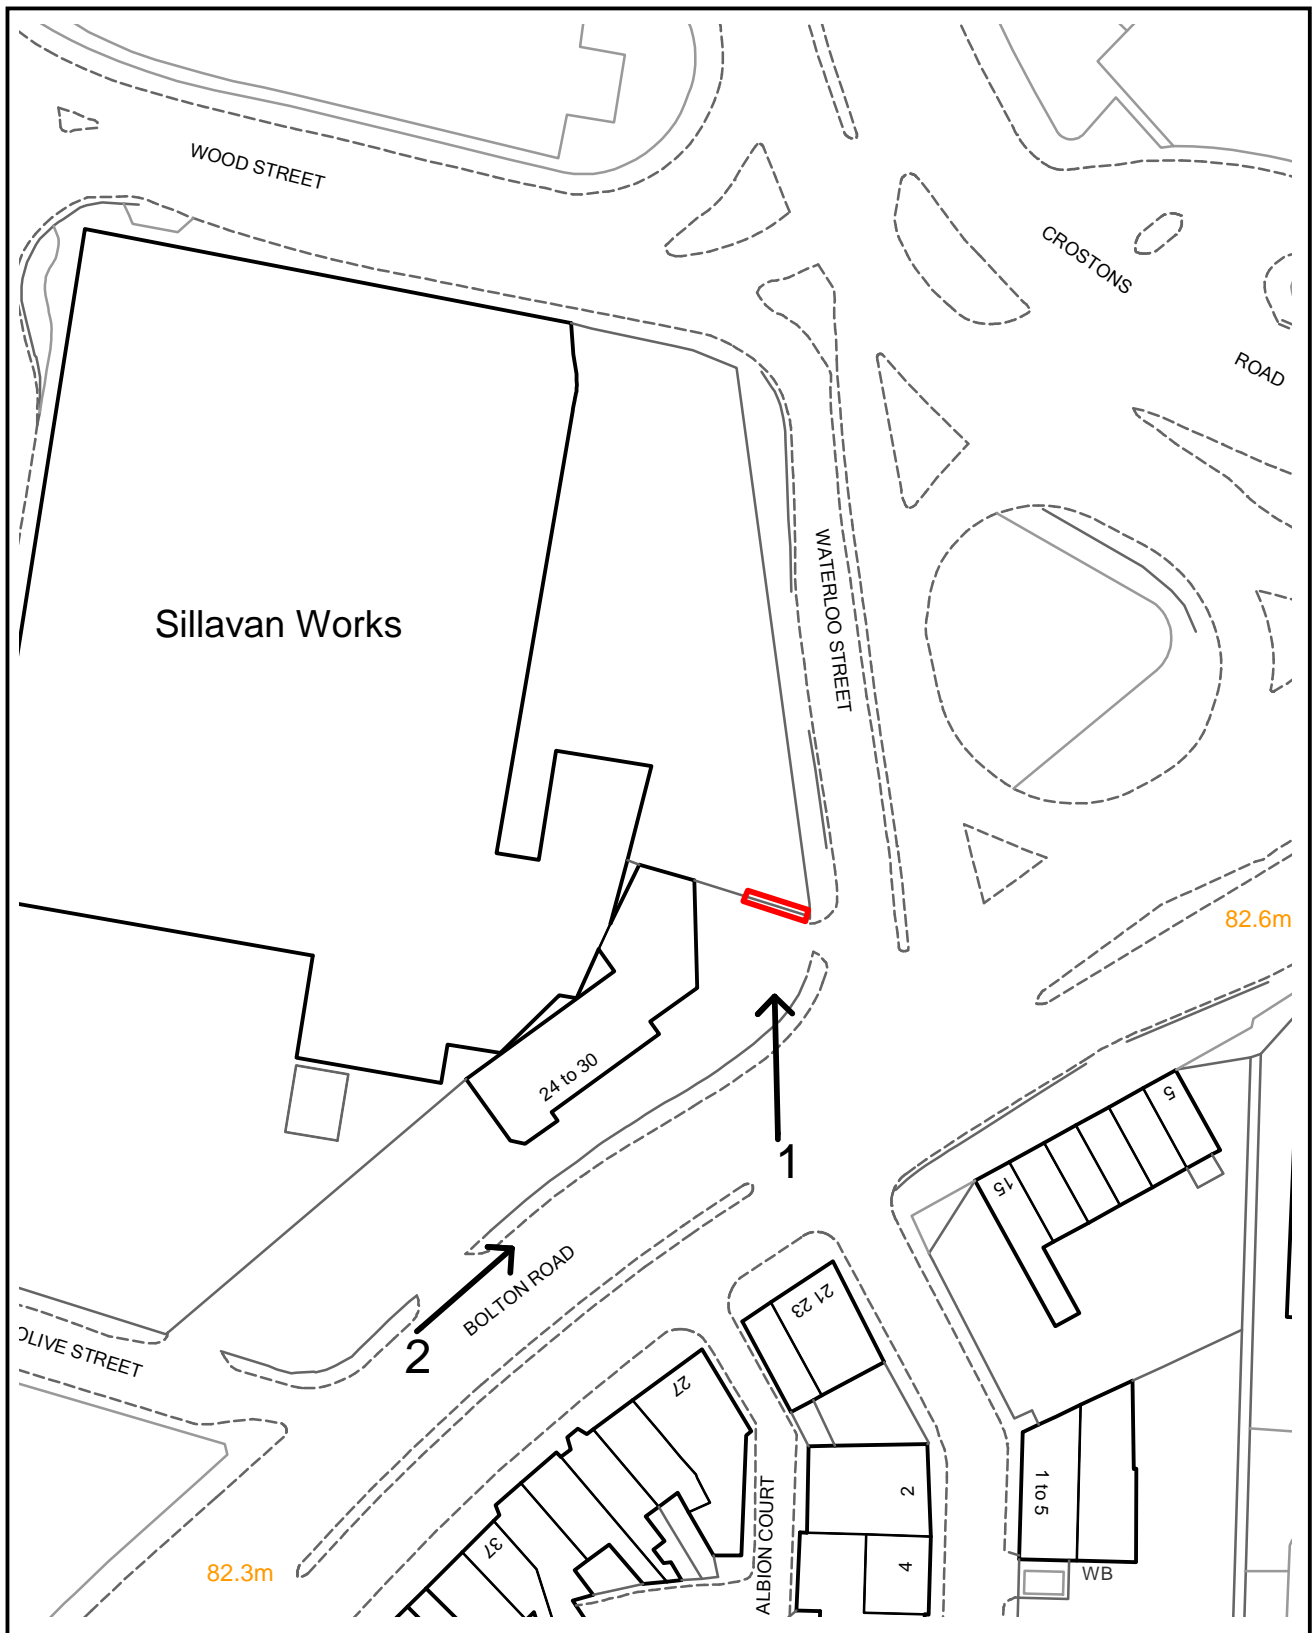 WOOD STREET
CROSTONS
ROAD
WATERLOO STREET
Sillavan Works
82.6m
24 to 30
5
15
1
BOLTON ROAD
2
21 23
OLIVE STREET
27
37
ALBION COURT
2
4
1 to 5
WB
82.3m